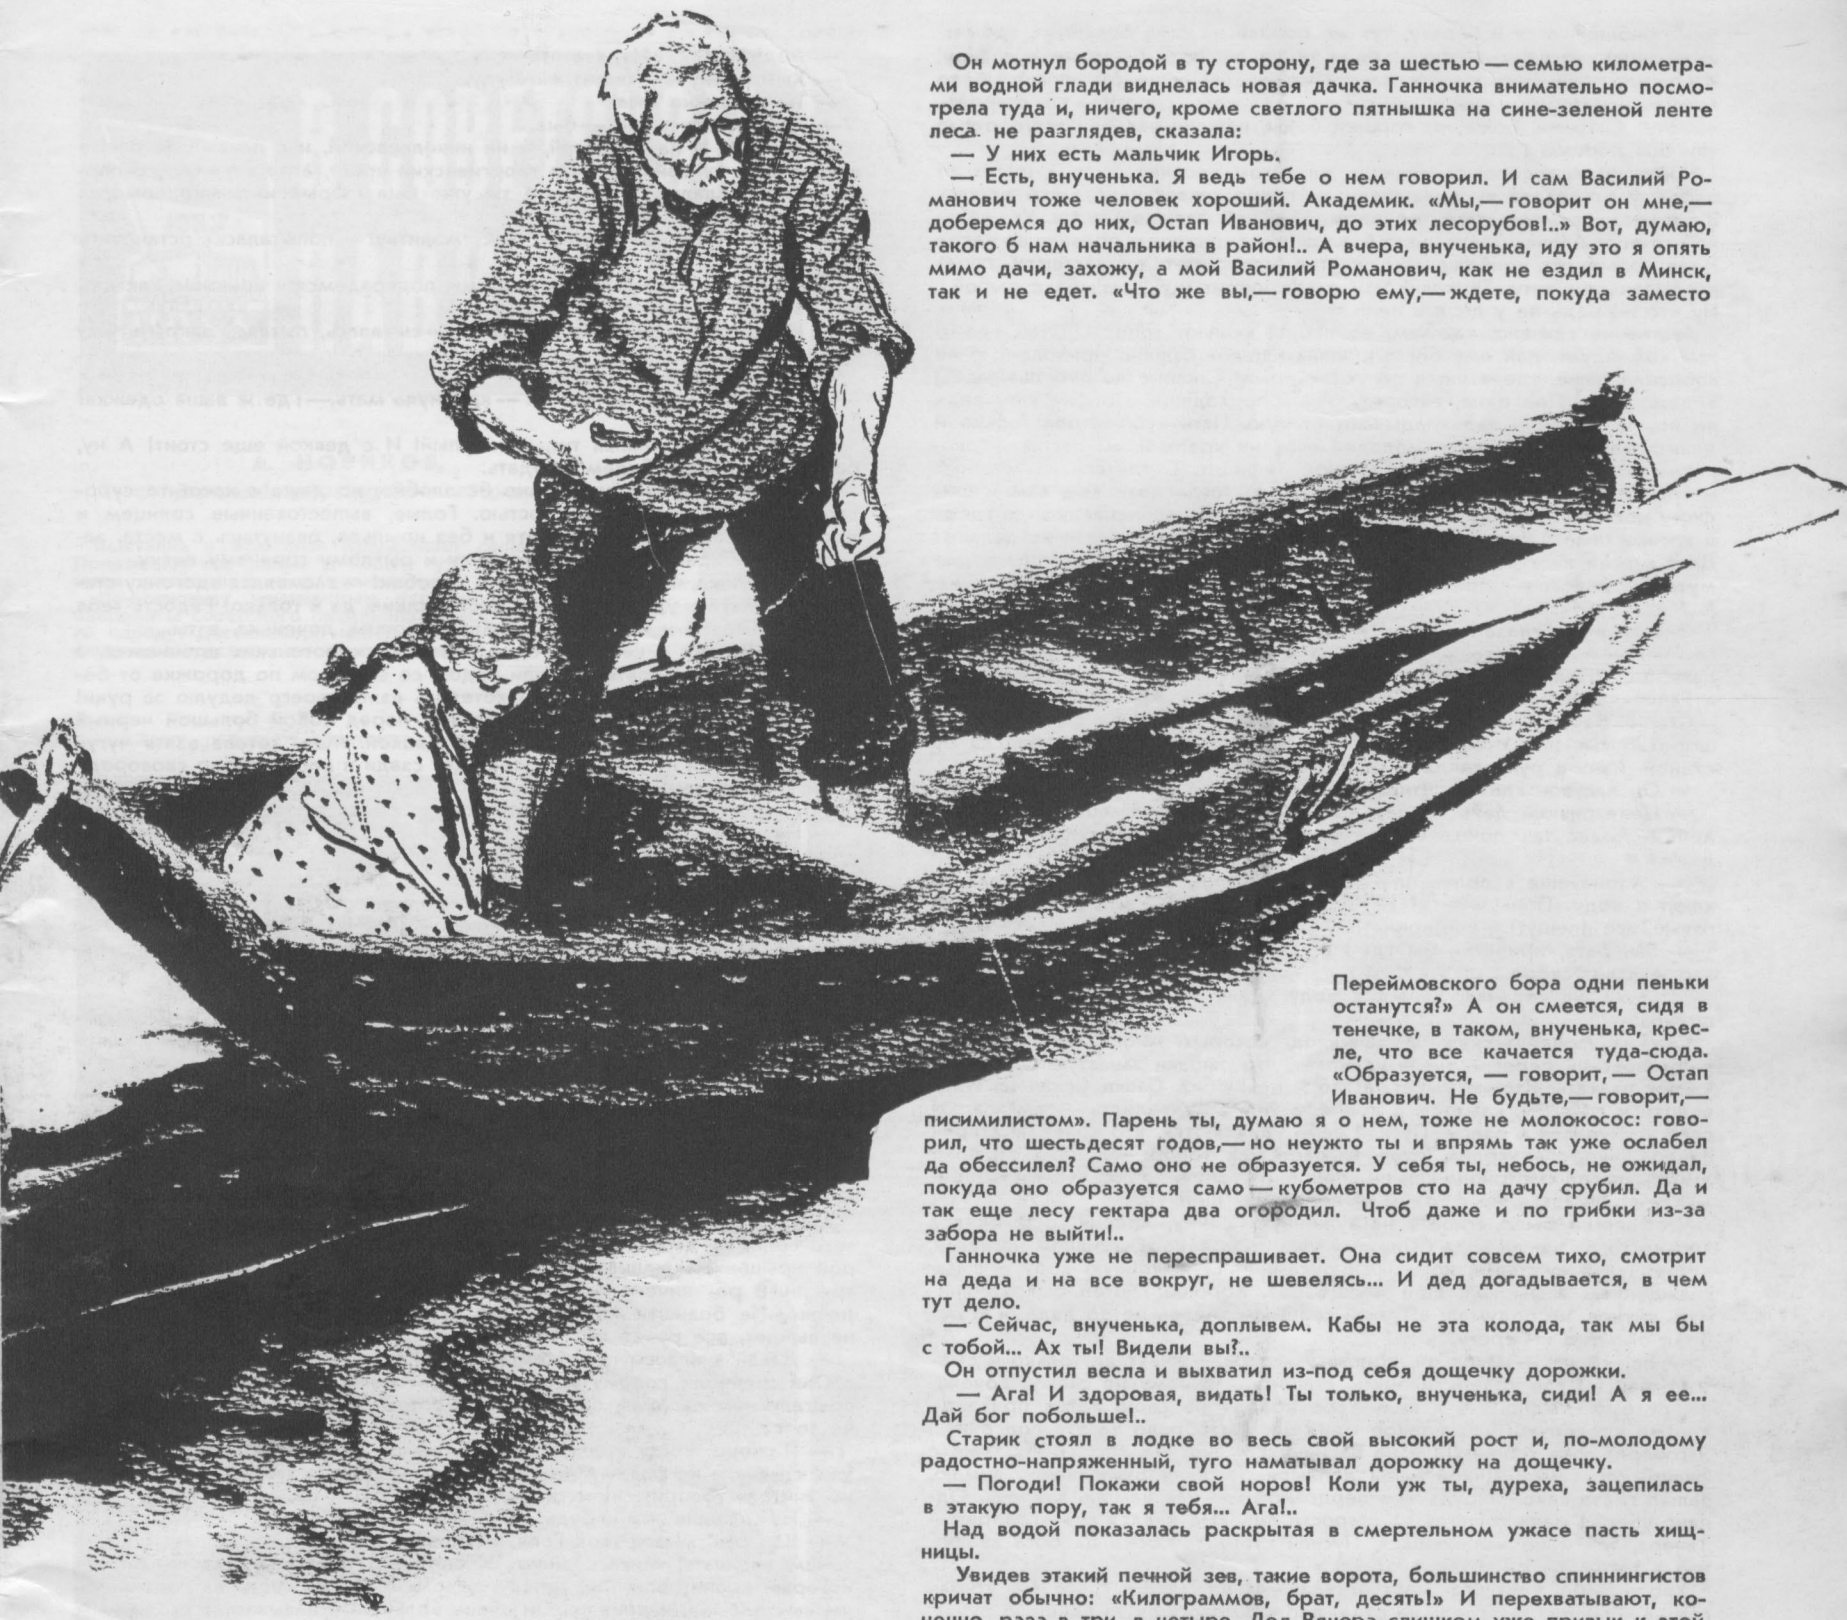 Он мотнул бородой в ту сторону, где за шестью — семью километра-
ми водной глади виднелась новая дачка. Ганночка внимательно посмо-
трела туда и, ничего, кроме светлого пятнышка на сине-зеленой ленте
леса не разглядев, сказала:
— У них есть мальчик Игорь.
— Есть, внученька. Я ведь тебе о нем говорил. И сам Василий Ро-
манович тоже человек хороший. Академик. «Мы,— говорит он мне,—
доберемся до них, Остап Иванович, до этих лесорубов!..» Вот, думаю,
такого б нам начальника в район!.. А вчера, внученька, иду это я опять
мимо дачи, захожу, а мой Василий Романович, как не ездил в Минск,
так и не едет. «Что же вы,— говорю ему,— ждете, покуда заместо
Переймовского бора одни пеньки
останутся?» А он смеется, сидя в
тенечке, в таком, внученька, крес-
ле, что все качается туда-сюда.
«Образуется, — говорит,— Остап
Иванович. Не будьте,— говорит,—
писимилистом». Парень ты, думаю я о нем, тоже не молокосос: гово-
рил, что шестьдесят годов,— но неужто ты и впрямь так уже ослабел
да обессилел? Само оно не образуется. У себя ты, небось, не ожидал,
покуда оно образуется само — кубометров сто на дачу срубил. Да и
так еще лесу гектара два огородил. Чтоб даже и по грибки из-за
забора не выйти!..
Ганночка уже не переспрашивает. Она сидит совсем тихо, смотрит
на деда и на все вокруг, не шевелясь... И дед догадывается, в чем
тут дело.
— Сейчас, внученька, доплывем. Кабы не эта колода, так мы бы
с тобой... Ах ты! Видели вы?..
Он отпустил весла и выхватил из-под себя дощечку дорожки.
— Ага! И здоровая, видать! Ты только, внученька, сиди! А я ее...
Дай бог побольше!..
Старик стоял в лодке во весь свой высокий рост и, по-молодому
радостно-напряженный, туго наматывал дорожку на дощечку.
— Погоди! Покажи свой норов! Коли уж ты, дуреха, зацепилась
в этакую пору, так я тебя... Ага!..
Над водой показалась раскрытая в смертельном ужасе пасть хищ-
ницы.
Увидев этакий печной зев, такие ворота, большинство спиннингистов
кричат обычно: «Килограммов, брат, десять!» И перехватывают, ко-